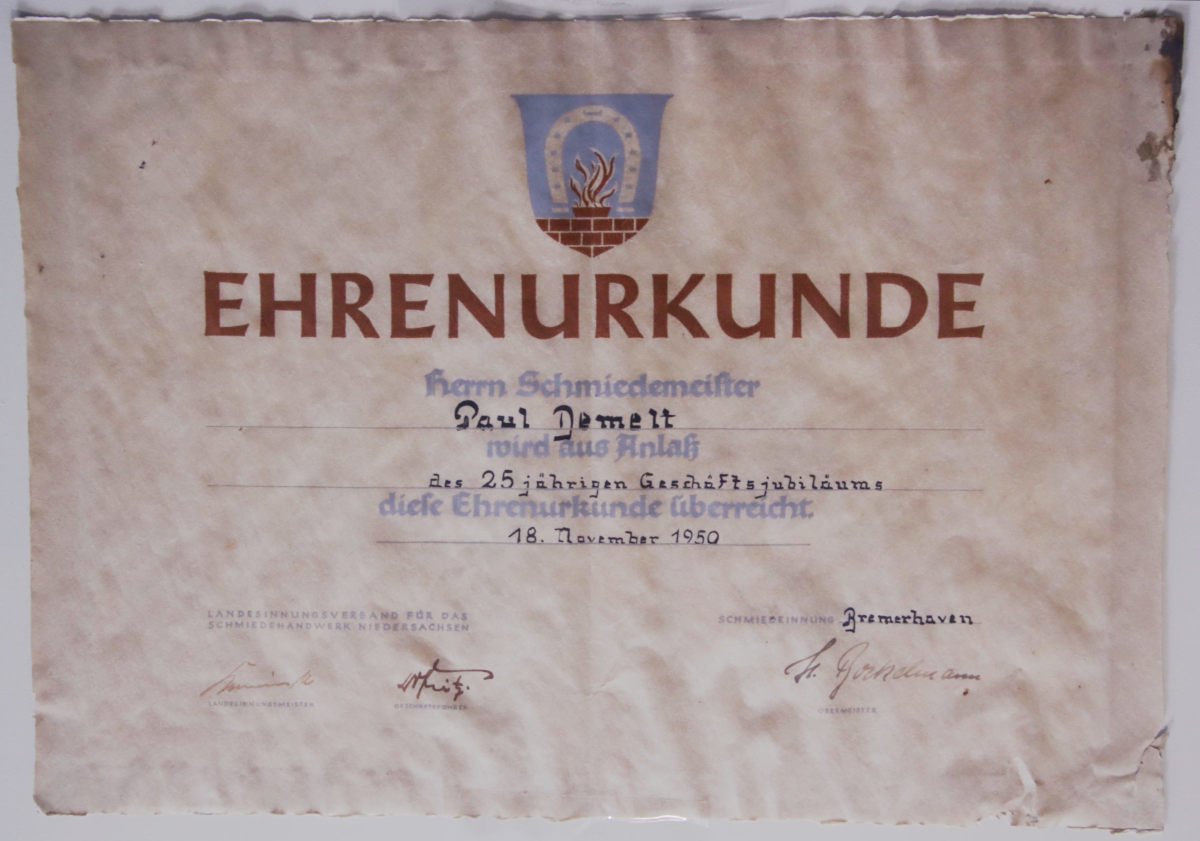 EHRENURKUNDE
Herrn Schmiedemeister
Paul Demelt
wird aus Anlaß
des 25 jährigen Geschäftsjubiläums
diese Ehrenurkunde überreicht.
18. November 1950
LANDESINNUNGSVERBAND FÜR DAS
SCHMIEDEHANDWERK NIEDERSACHSEN
SCHMIEDEINNUNG Bremerhaven
LANDESINNUNGSMEISTER
GESCHÄFTSFÜHRER
OBERMEISTER